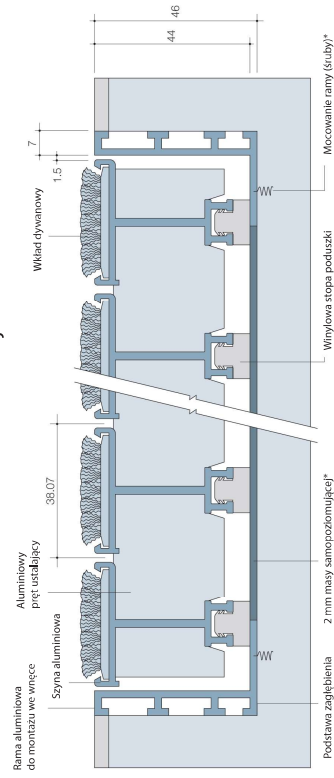 Rama aluminiowa
do montażu we wnęce
Szyna aluminiowa
Aluminiowy
pręt ustalający
38.07
Wkład dywanowy
1.5
7
44
46
Podstawa zagłębienia
2 mm masy samopoziomującej*
Winylowa stopa poduszki
Mocowanie ramy (śruby)*